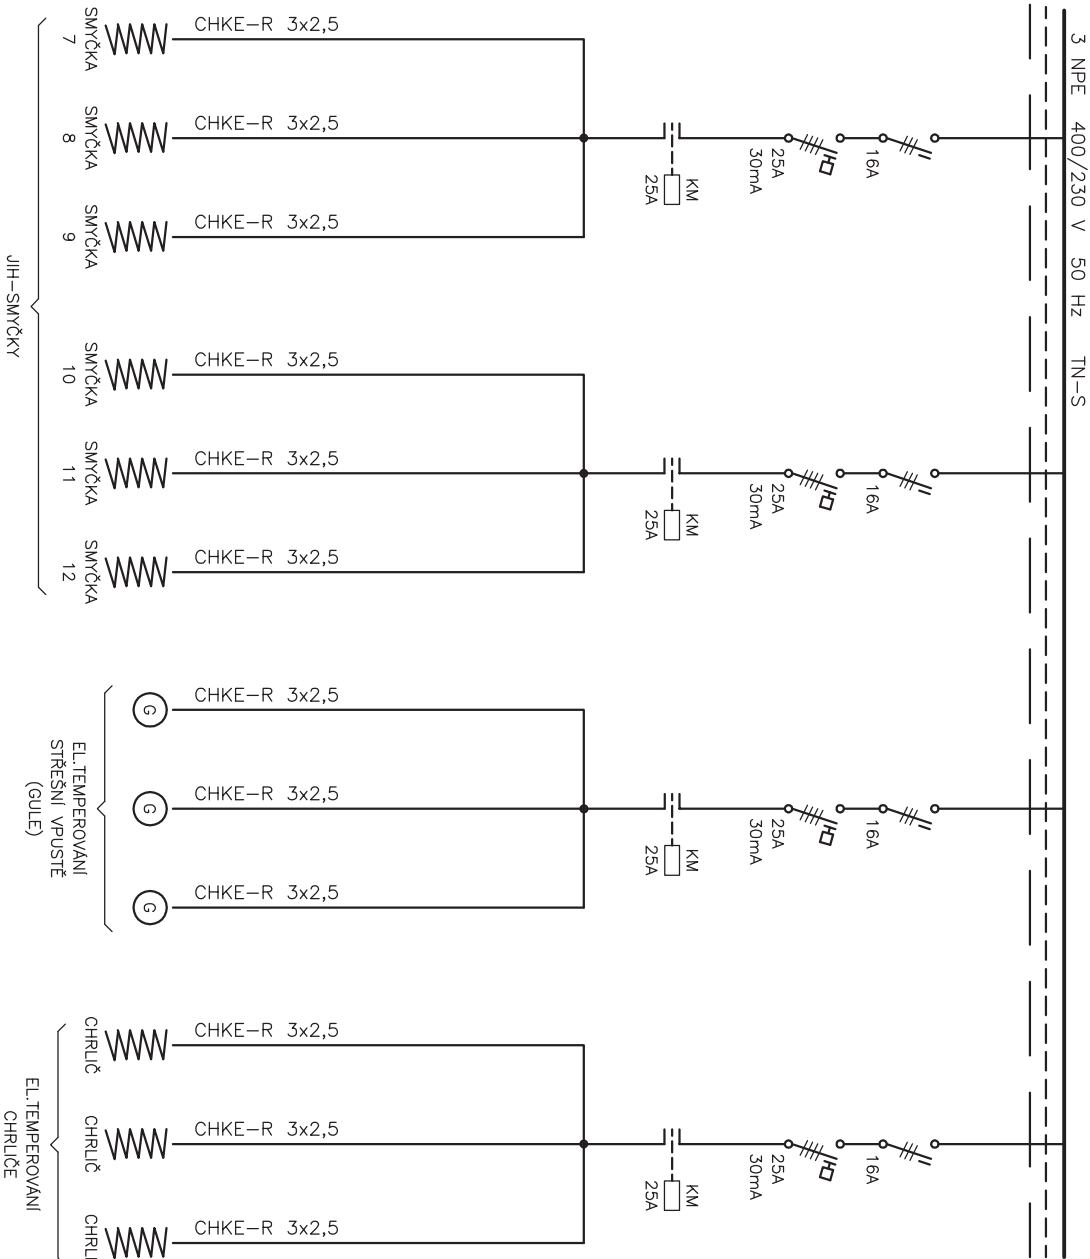 3 NPE 400/230 V 50 Hz TN-S
16A
25A
30mA
KM
25A
CHKE-R 3x2,5
CHKE-R 3x2,5
CHKE-R 3x2,5
SMYČKA
7
SMYČKA
8
SMYČKA
9
16A
25A
30mA
KM
25A
CHKE-R 3x2,5
CHKE-R 3x2,5
CHKE-R 3x2,5
SMYČKA
10
SMYČKA
11
SMYČKA
12
JIH-SMYČKY
16A
25A
30mA
KM
25A
CHKE-R 3x2,5
CHKE-R 3x2,5
CHKE-R 3x2,5
G
G
G
EL.TEMPEROVÁNÍ
STŘEŠNÍ VPUSTĚ
(GULE)
16A
25A
30mA
KM
25A
CHKE-R 3x2,5
CHKE-R 3x2,5
CHKE-R 3x2,5
CHRLIČ
CHRLIČ
EL.TEMPEROVÁNÍ
CHRLIČE